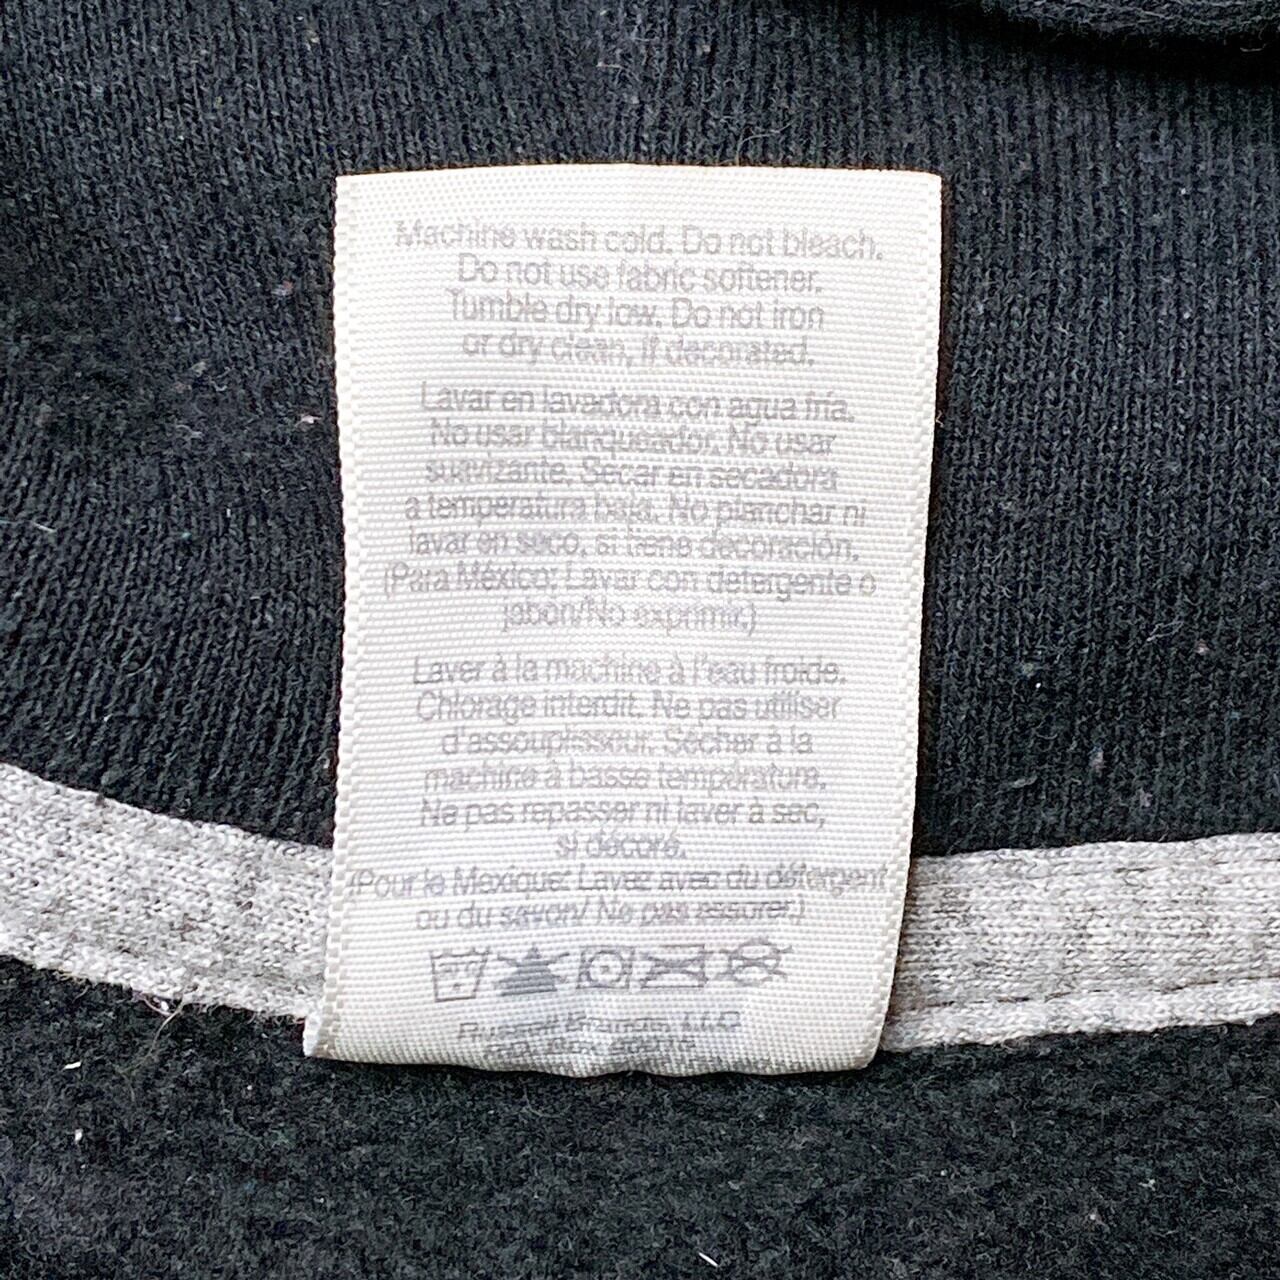 Machine wash cold. Do not bleach.
Do not use fabric softener.
Tumble dry low. Do not iron
or dry clean, if decorated.
Lavar en lavadora con agua fría.
No usar blanqueador. No usar
suavizante. Secar en secadora
a temperatura baja. No planchar ni
lavar en seco, si tiene decoración.
(Para México: Lavar con detergente o
jabón/No exprimir.)
Laver à la machine à l'eau froide.
Chlorage interdit. Ne pas utiliser
d'assouplisseur. Sécher à la
machine à basse température.
Ne pas repasser ni laver à sec,
si décoré.
(Pour le Mexique: Lavez avec du détergent
ou du savon/ Ne pas assorer.)
Russell Brands, LLC